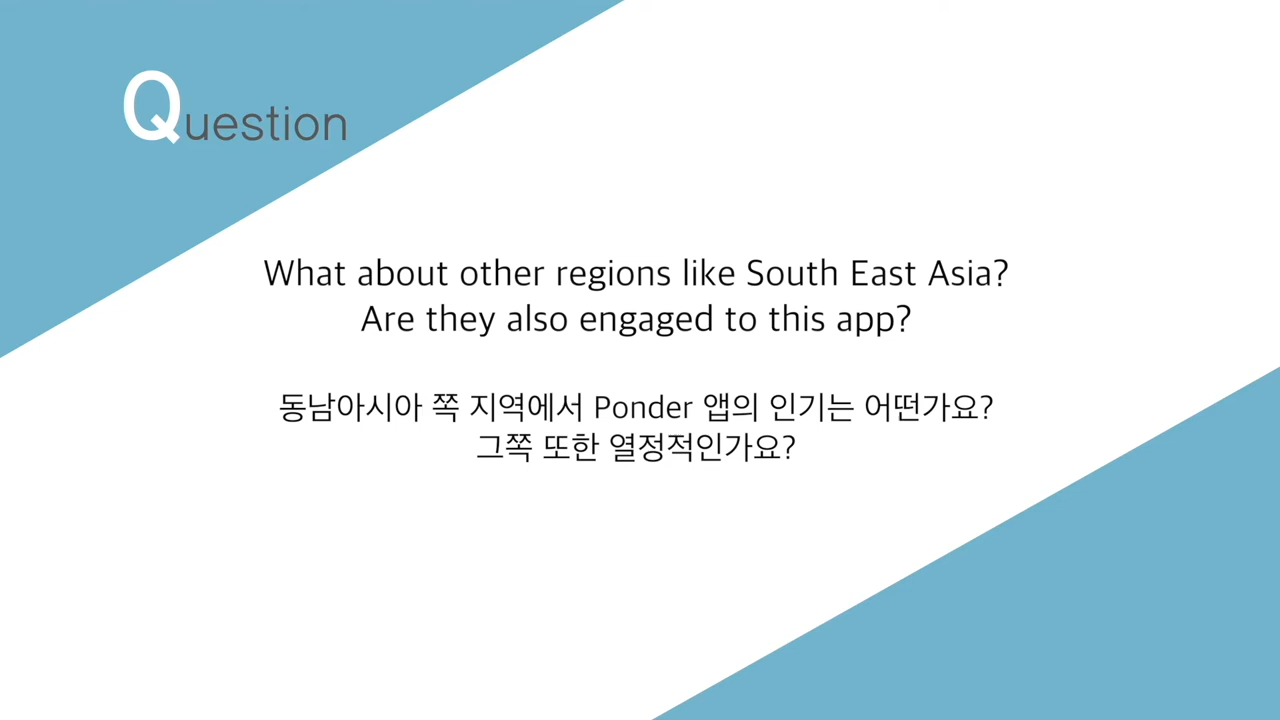 Question
What about other regions like South East Asia?
Are they also engaged to this app?
동남아시아 쪽 지역에서 Ponder 앱의 인기는 어떤가요?
그쪽 또한 열정적인가요?